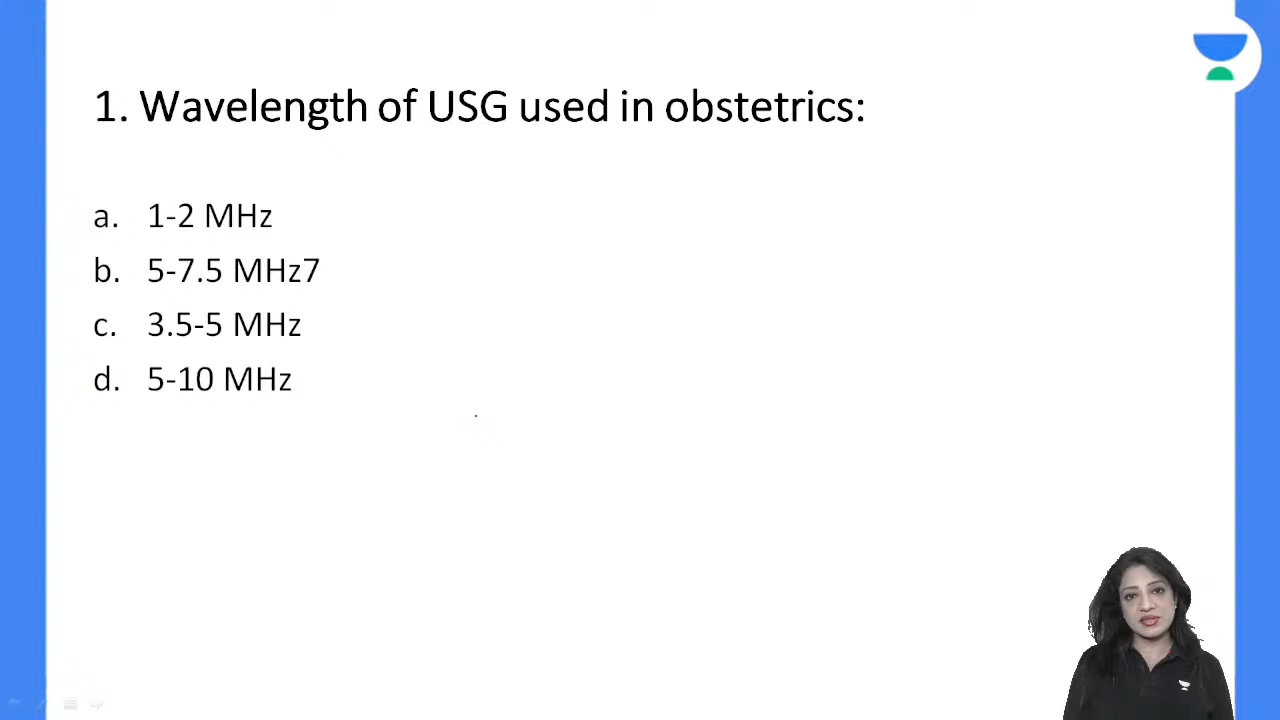 1. Wavelength of USG used in obstetrics:
a. 1-2 MHz
b. 5-7.5 MHz7
c. 3.5-5 MHz
d. 5-10 MHz